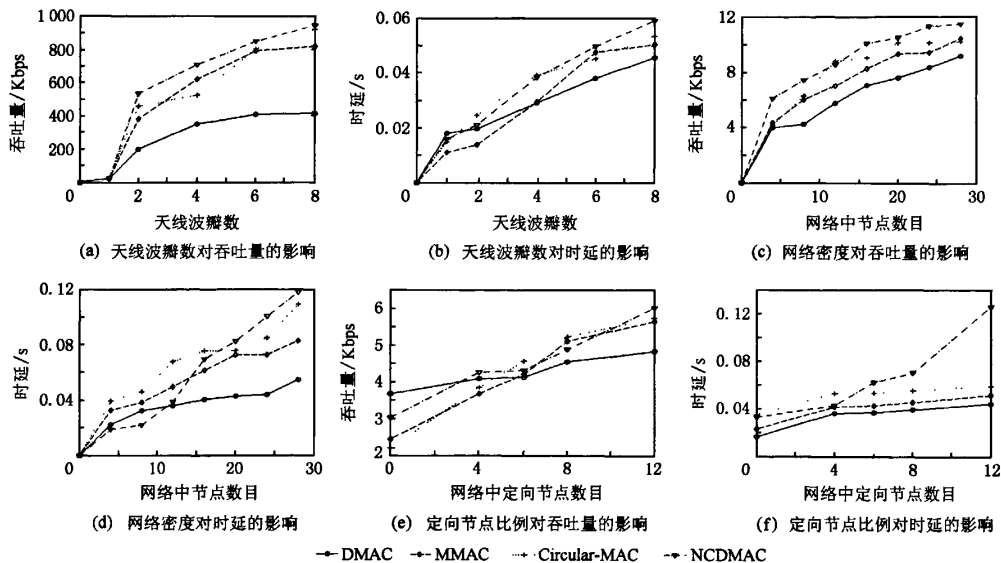 1 000
800
600
400
200
0
2
4
6
8
吞吐量/Kbps
天线波瓣数
(a) 天线波瓣数对吞吐量的影响
0.06
0.04
0.02
0
2
4
6
8
时延/s
天线波瓣数
(b) 天线波瓣数对时延的影响
12
8
4
0
10
20
30
吞吐量/Kbps
网络中节点数目
(c) 网络密度对吞吐量的影响
0.12
0.08
0.04
0
10
20
30
时延/s
网络中节点数目
(d) 网络密度对时延的影响
6
5
4
3
2
0
4
8
12
吞吐量/Kbps
网络中定向节点数目
(e) 定向节点比例对吞吐量的影响
0.12
0.08
0.04
0
4
8
12
时延/s
网络中定向节点数目
(f) 定向节点比例对时延的影响
DMAC MMAC Circular-MAC NCDMAC